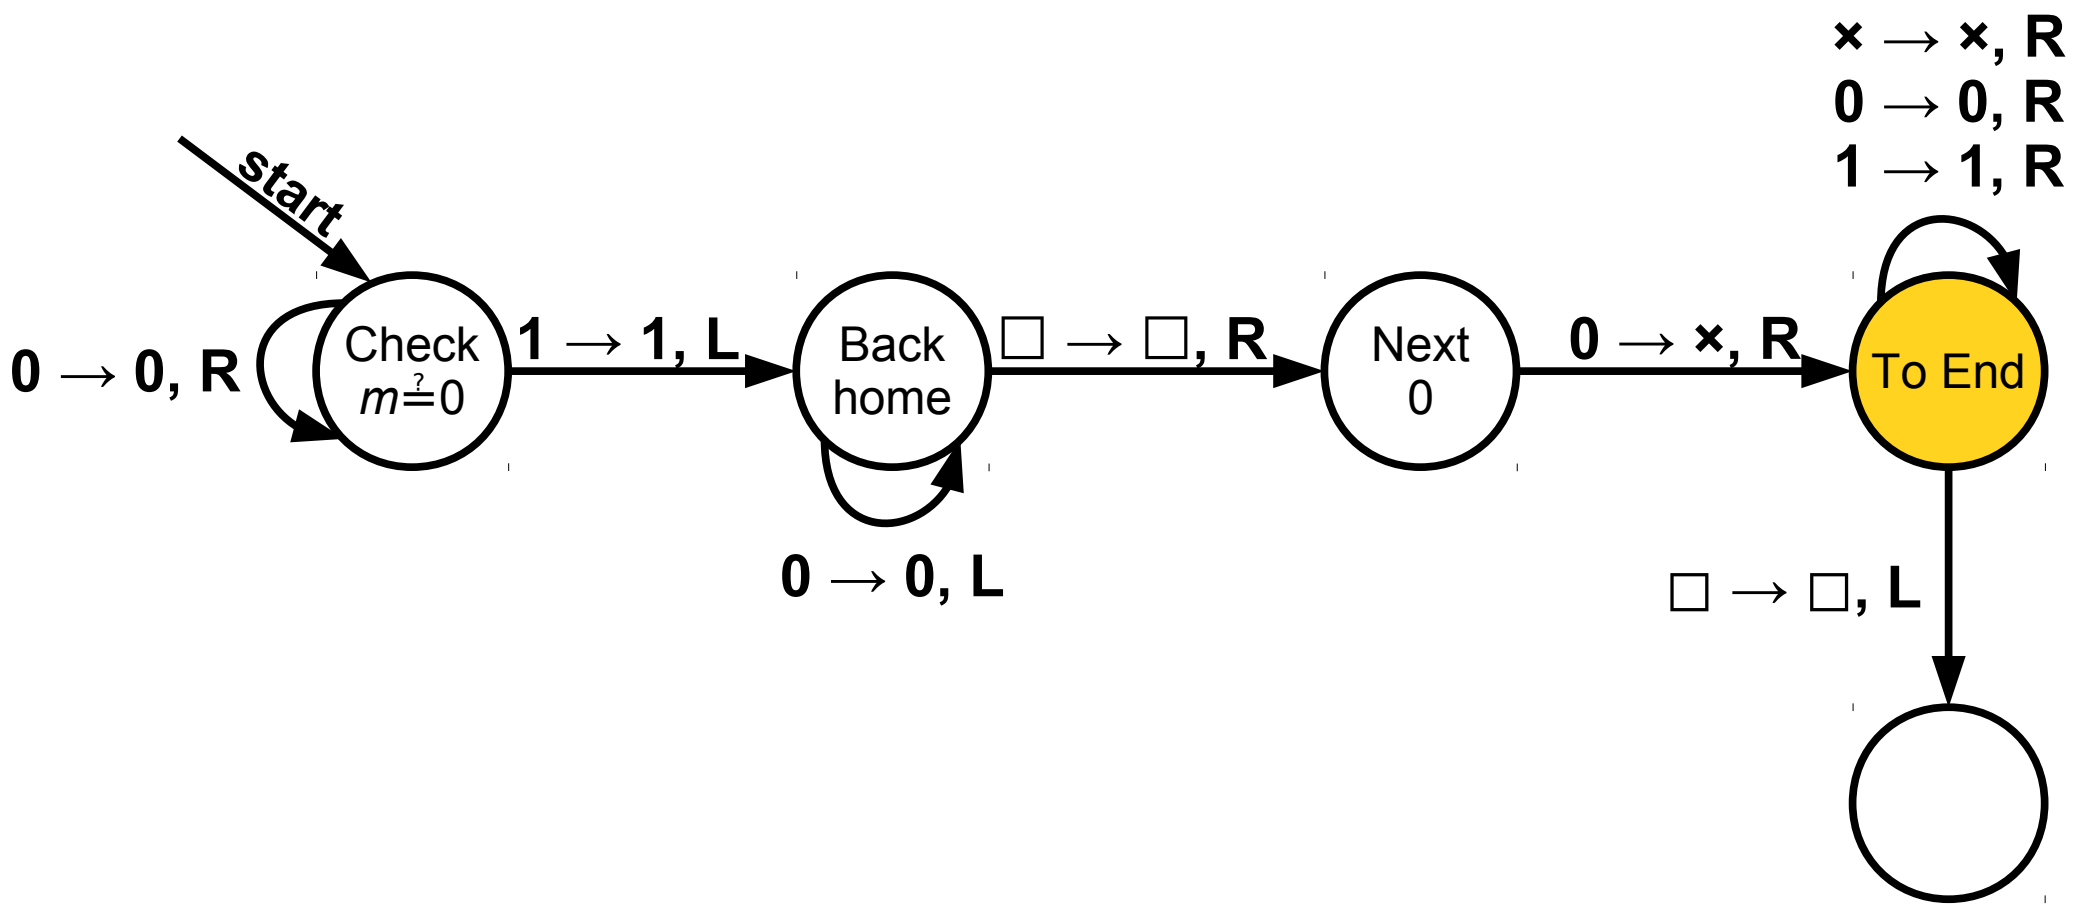 × → ×, R
0 → 0, R
1 → 1, R
start
0 → 0, R
Check
m ≟ 0
1 → 1, L
Back
home
□ → □, R
Next
0
0 → ×, R
To End
0 → 0, L
□ → □, L